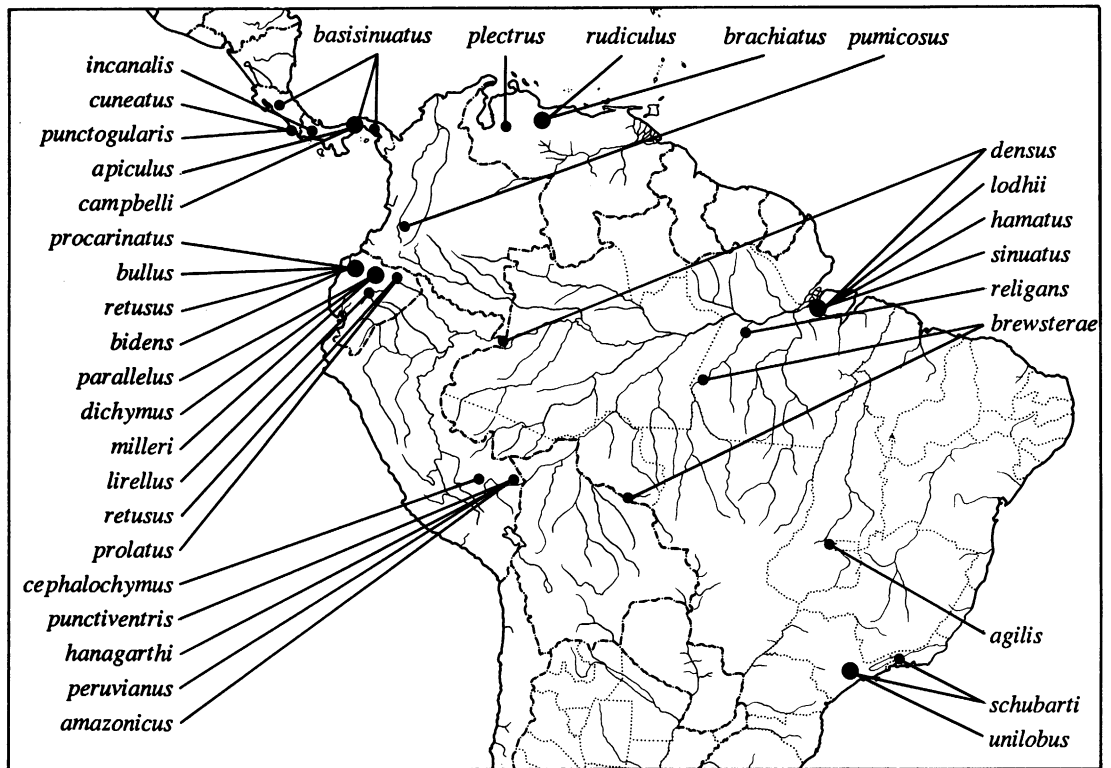 basisinuatus
plectrus
rudiculus
brachiatus
pumicosus
incanalis
cuneatus
punctogularis
apiculus
campbelli
procarinatus
bullus
retusus
bidens
parallelus
dichymus
milleri
lirellus
retusus
prolatus
cephalochymus
punctiventris
hanagarthi
peruvianus
amazonicus
densus
lodhii
hamatus
sinuatus
religans
brewsterae
agilis
schubarti
unilobus